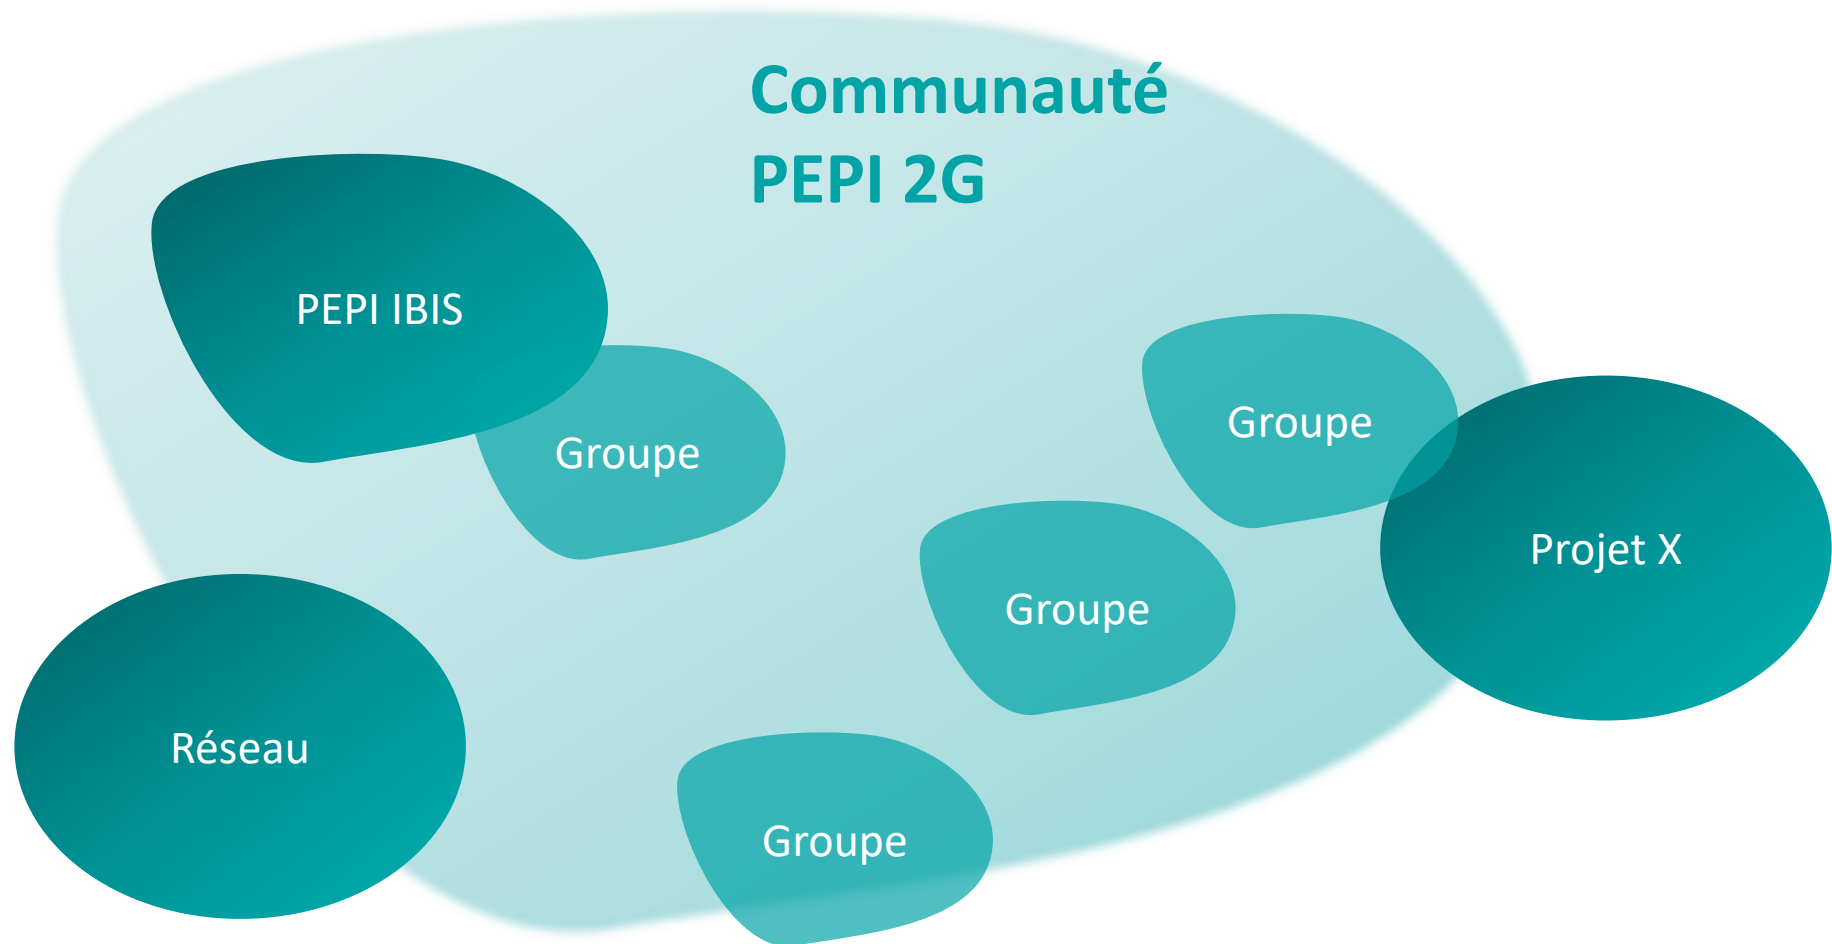 Communauté
PEPI 2G
PEPI IBIS
Groupe
Groupe
Projet X
Groupe
Réseau
Groupe